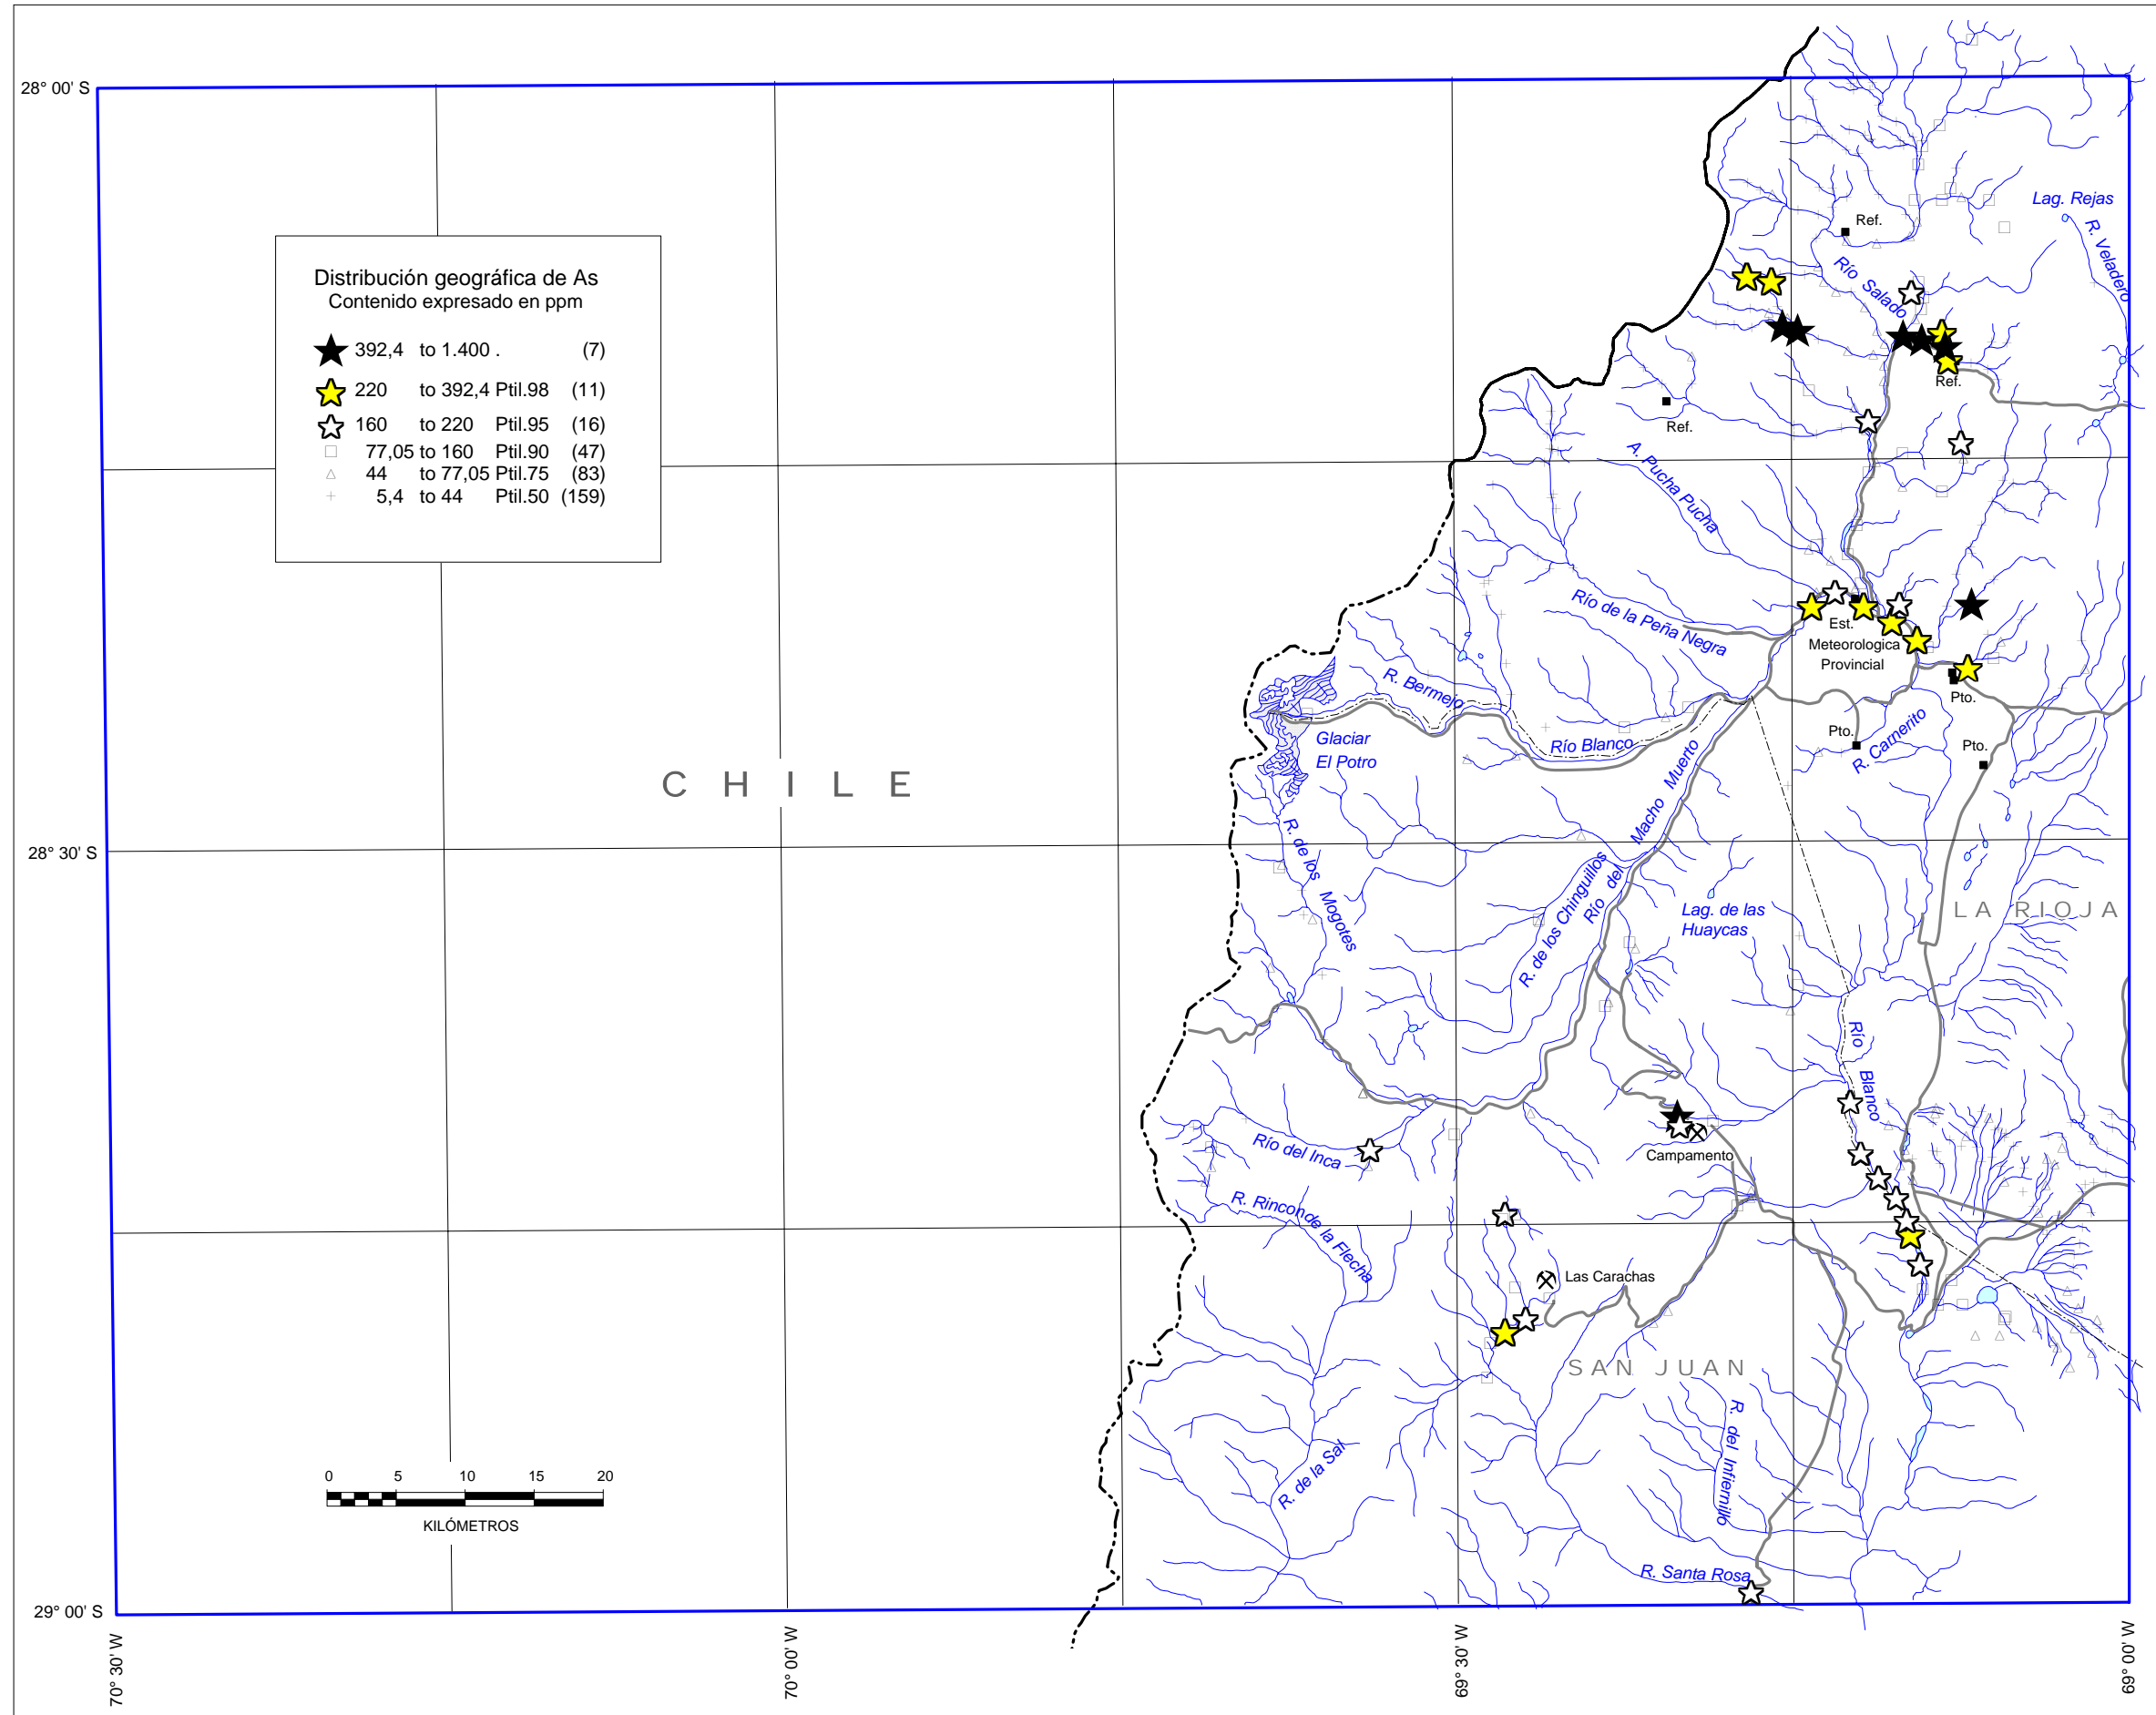 28° 00' S
Distribución geográfica de As
Contenido expresado en ppm
392,4 to 1.400 . (7)
220 to 392,4 Ptil.98 (11)
160 to 220 Ptil.95 (16)
77,05 to 160 Ptil.90 (47)
44 to 77,05 Ptil.75 (83)
5,4 to 44 Ptil.50 (159)
Lag. Rejas
Ref.
R. Veladero
Río Salado
Ref.
Ref.
A. Pucha Pucha
Río de la Peña Negra
Est.
Meteorologica
Provincial
R. Bermejo
Pto.
Glaciar
El Potro
Río Blanco
Pto.
R. Carnerito
Pto.
CHILE
Río del Macho Muerto
28° 30' S
R. de los Mogotes
R. de los Chinguillos
Lag. de las
Huaycas
LA RIOJA
Río Blanco
Río del Inca
Campamento
R. Rincon de la Flecha
Las Carachas
SAN JUAN
R. de la Sal
R. del Infiernillo
0 5 10 15 20
KILÓMETROS
R. Santa Rosa
29° 00' S
70° 30' W
70° 00' W
69° 30' W
69° 00' W